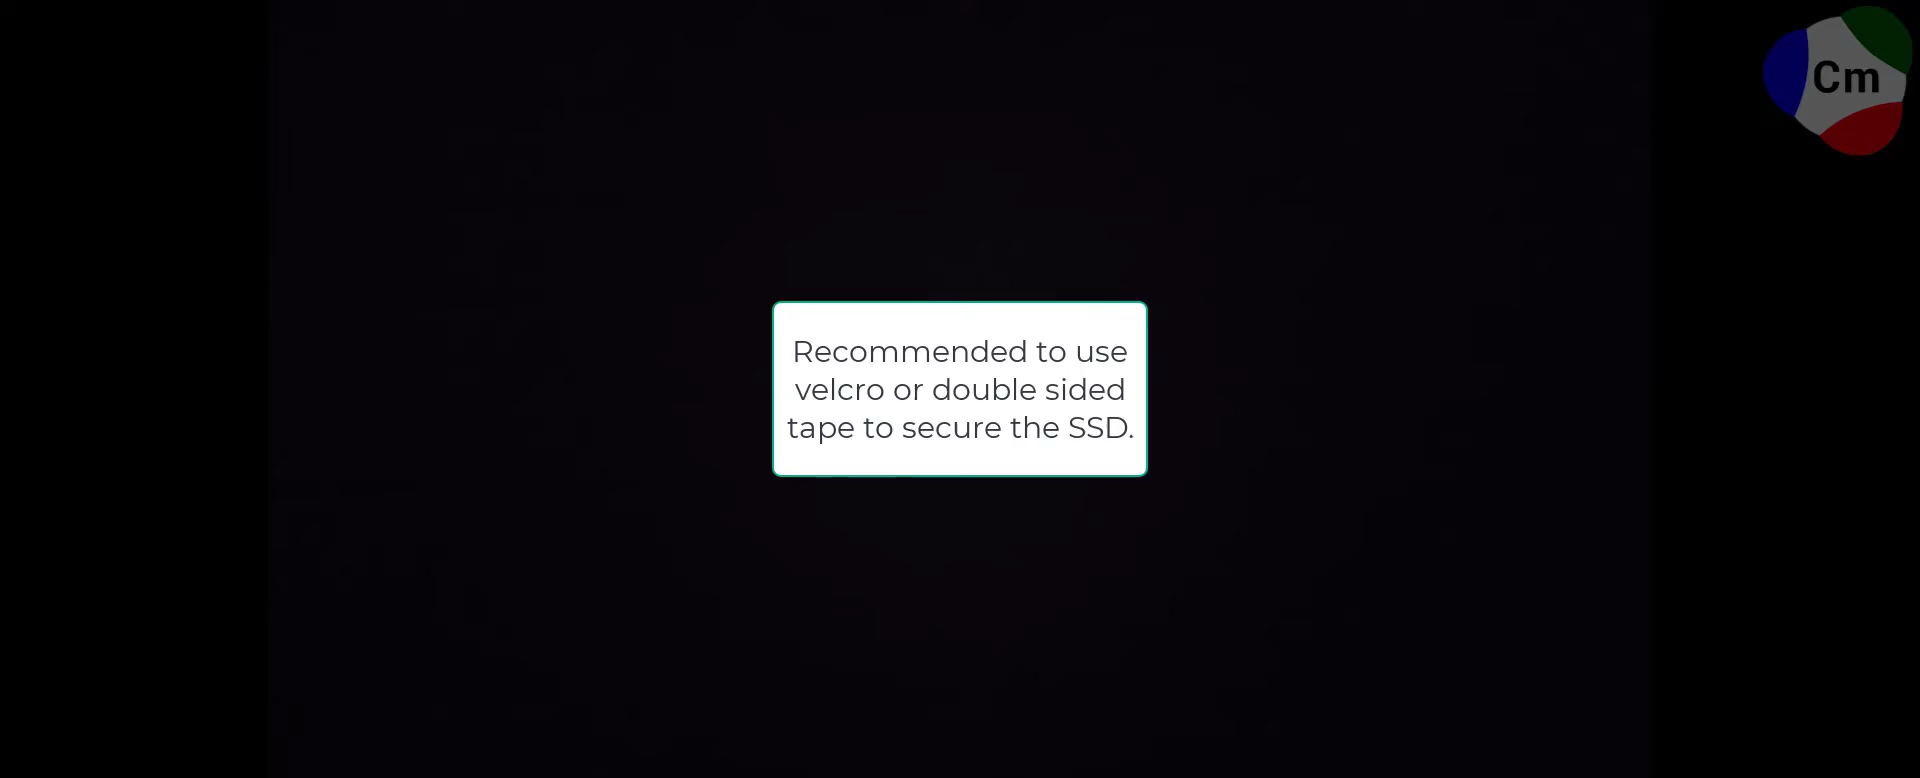 Cm
Recommended to use
velcro or double sided
tape to secure the SSD.